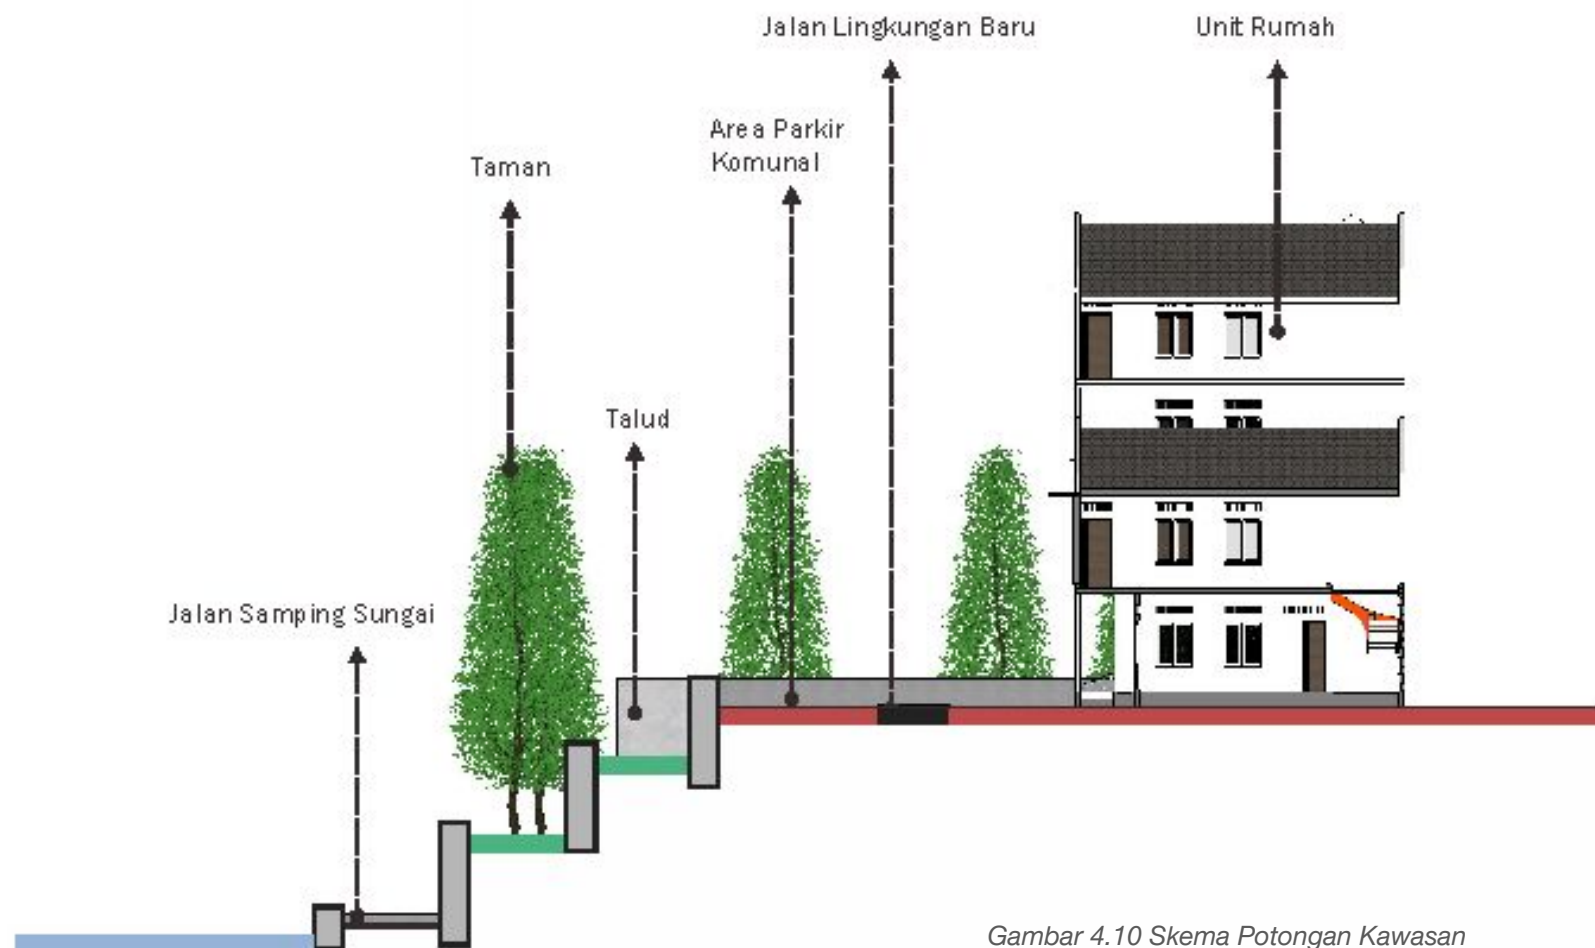 Jalan Lingkungan Baru
Unit Rumah
Area Parkir
Komunal
Taman
Talud
Jalan Samping Sungai
Gambar 4.10 Skema Potongan Kawasan